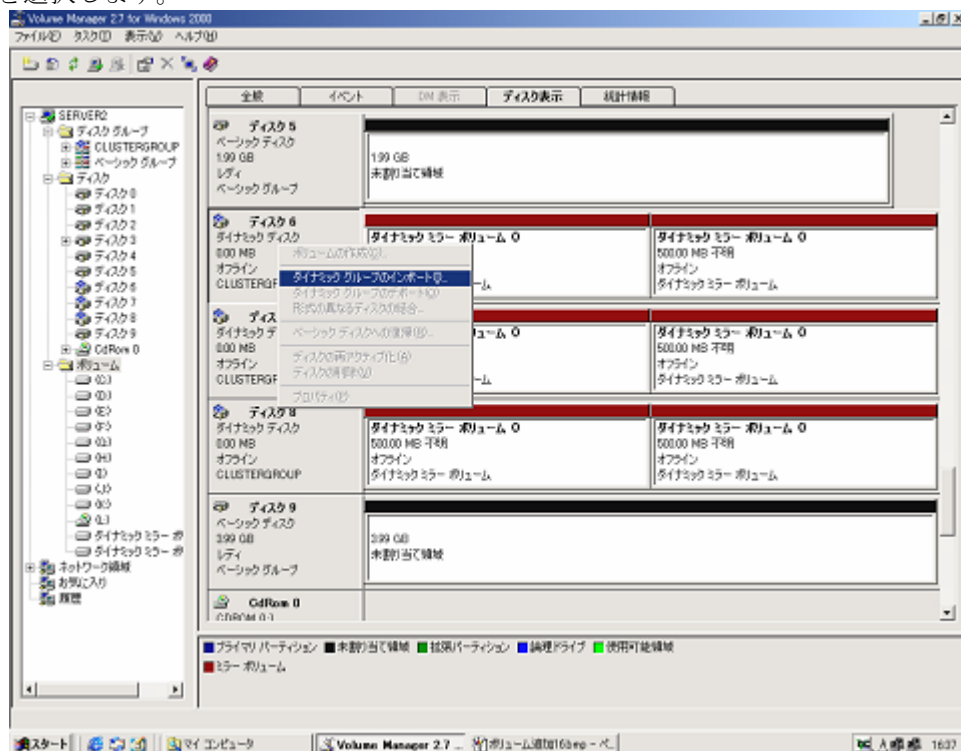 を選択します。
Volume Manager 2.7 for Windows 2000
ファイル(F) タスク(T) 表示(V) ヘルプ(H)
全般 イベント DM 表示 ディスク表示 統計情報
SERVER2
ディスク グループ
CLUSTERGROUP
ベーシック グループ
ディスク
ディスク 0
ディスク 1
ディスク 2
ディスク 3
ディスク 4
ディスク 5
ディスク 6
ディスク 7
ディスク 8
ディスク 9
CdRom 0
ボリューム
(C:)
(D:)
(E:)
(F:)
(G:)
(H:)
(I:)
(J:)
(K:)
(L:)
ダイナミック ミラー ボ
ダイナミック ミラー ボ
ネットワーク領域
お気に入り
履歴
ディスク 5
ベーシック ディスク
1.99 GB
レディ
ベーシック グループ
1.99 GB
未割り当て領域
ディスク 6
ダイナミック ディスク
0.00 MB
オフライン
CLUSTERGR
ダイナミック ミラー ボリューム 0
ダイナミック ミラー ボリューム 0
500.00 MB 不明
オフライン
ダイナミック ミラー ボリューム
ボリュームの作成(C)...
ダイナミック グループのインポート(I)...
ダイナミック グループのデポート(O)
形式の異なるディスクの結合...
ベーシック ディスクへの復帰(B)...
ディスクの再アクティブ化(A)
ディスクの削除(V)
プロパティ(P)
ディス
ダイナミック デ
0.00 MB
オフライン
CLUSTERGR
ューム 0
ダイナミック ミラー ボリューム 0
500.00 MB 不明
オフライン
ダイナミック ミラー ボリューム
ディスク 8
ダイナミック ディスク
0.00 MB
オフライン
CLUSTERGROUP
ダイナミック ミラー ボリューム 0
500.00 MB 不明
オフライン
ダイナミック ミラー ボリューム
ダイナミック ミラー ボリューム 0
500.00 MB 不明
オフライン
ダイナミック ミラー ボリューム
ディスク 9
ベーシック ディスク
3.99 GB
レディ
ベーシック グループ
3.99 GB
未割り当て領域
CdRom 0
CDROM (L:)
プライマリ パーティション 未割り当て領域 拡張パーティション 論理ドライブ 使用可能領域
ミラー ボリューム
スタート マイ コンピュータ Volume Manager 2.7 ... ボリューム追加16.bmp - ペ... 16:37